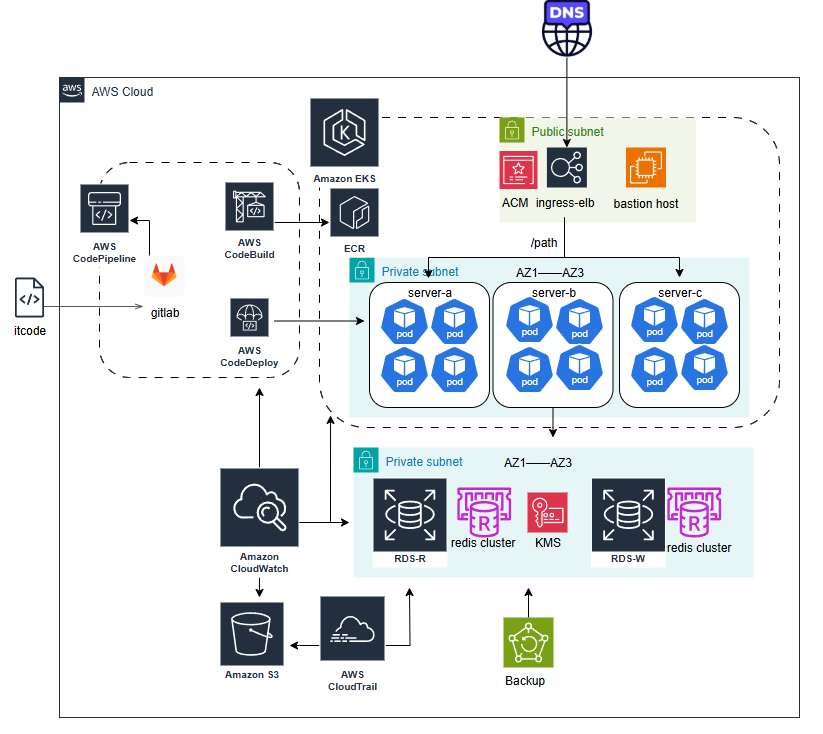 DNS
aws
AWS Cloud
Amazon EKS
K
Public subnet
ACM
ingress-elb
bastion host
AWS
CodePipeline
AWS
CodeBuild
ECR
/path
Private subnet
AZ1——AZ3
itcode
gitlab
AWS
CodeDeploy
server-a
server-b
server-c
pod
pod
pod
pod
pod
pod
pod
pod
pod
pod
pod
pod
Private subnet
AZ1——AZ3
Amazon
CloudWatch
RDS-R
R
redis cluster
KMS
RDS-W
R
redis cluster
Amazon S3
AWS
CloudTrail
Backup